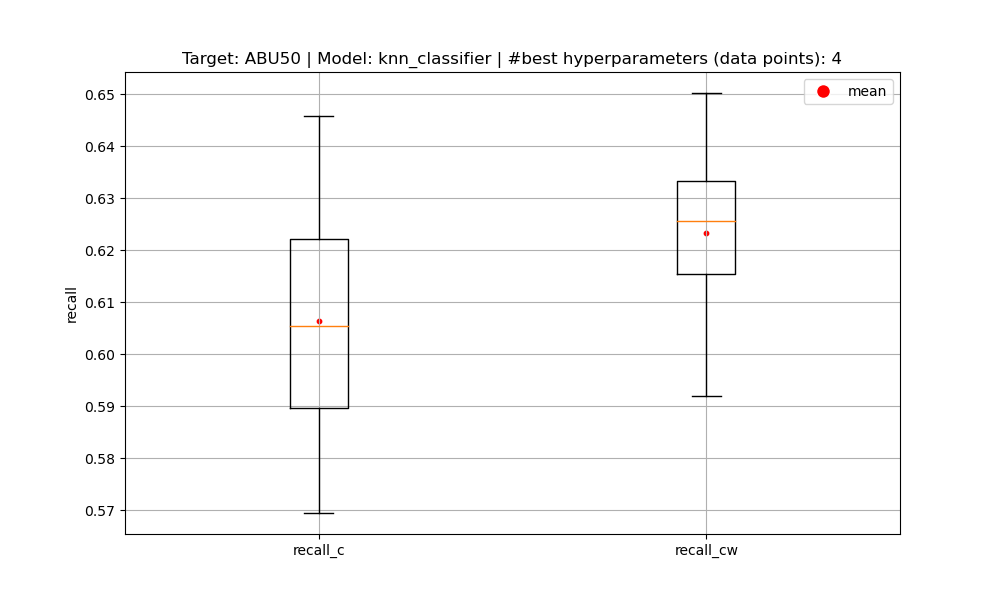 Target: ABU50 | Model: knn_classifier | #best hyperparameters (data points): 4
mean
recall
0.65
0.64
0.63
0.62
0.61
0.60
0.59
0.58
0.57
recall_c
recall_cw